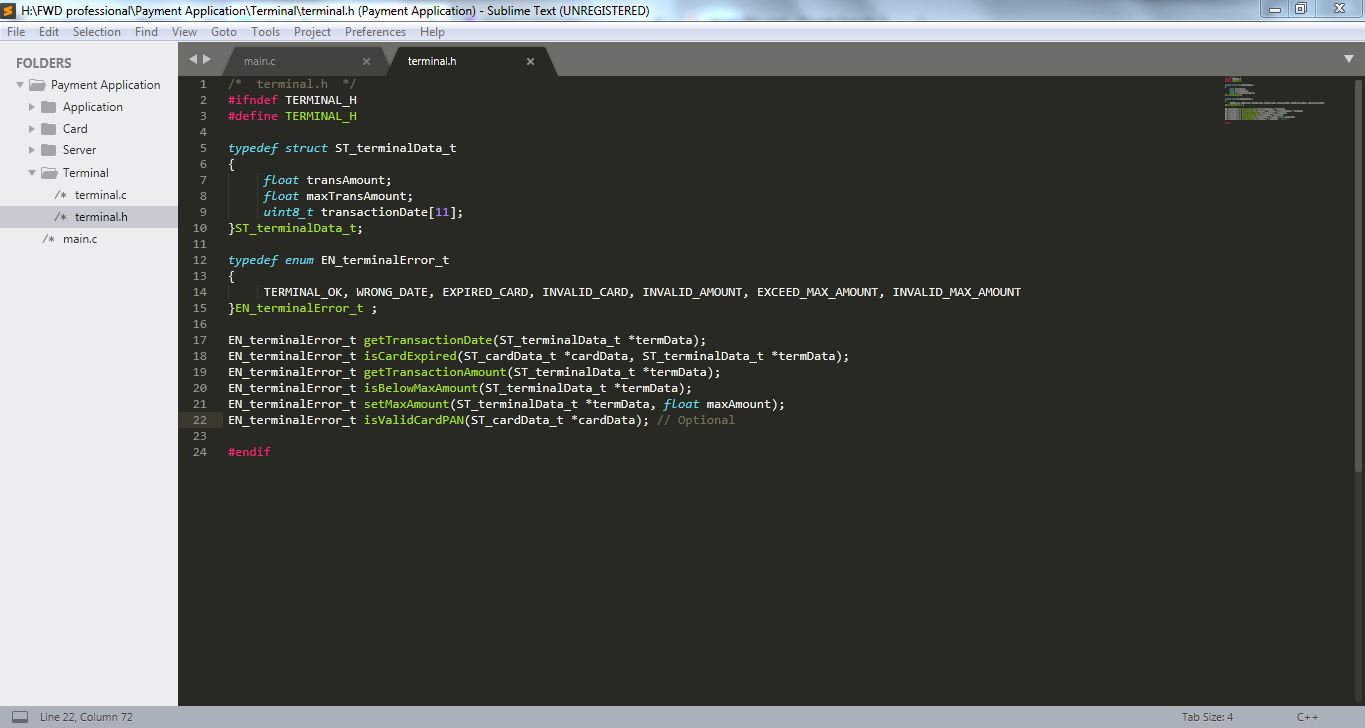 H:\FWD professional\Payment Application\Terminal\terminal.h (Payment Application) - Sublime Text (UNREGISTERED)
File Edit Selection Find View Goto Tools Project Preferences Help
FOLDERS
Payment Application
Application
Card
Server
Terminal
/* terminal.c
/* terminal.h
/* main.c
main.c
terminal.h
1 /*  terminal.h  */
2 #ifndef TERMINAL_H
3 #define TERMINAL_H
4
5 typedef struct ST_terminalData_t
6 {
7      float transAmount;
8      float maxTransAmount;
9      uint8_t transactionDate[11];
10 }ST_terminalData_t;
11
12 typedef enum EN_terminalError_t
13 {
14      TERMINAL_OK, WRONG_DATE, EXPIRED_CARD, INVALID_CARD, INVALID_AMOUNT, EXCEED_MAX_AMOUNT, INVALID_MAX_AMOUNT
15 }EN_terminalError_t ;
16
17 EN_terminalError_t getTransactionDate(ST_terminalData_t *termData);
18 EN_terminalError_t isCardExpired(ST_cardData_t *cardData, ST_terminalData_t *termData);
19 EN_terminalError_t getTransactionAmount(ST_terminalData_t *termData);
20 EN_terminalError_t isBelowMaxAmount(ST_terminalData_t *termData);
21 EN_terminalError_t setMaxAmount(ST_terminalData_t *termData, float maxAmount);
22 EN_terminalError_t isValidCardPAN(ST_cardData_t *cardData); // Optional
23
24 #endif
Line 22, Column 72
Tab Size: 4
C++